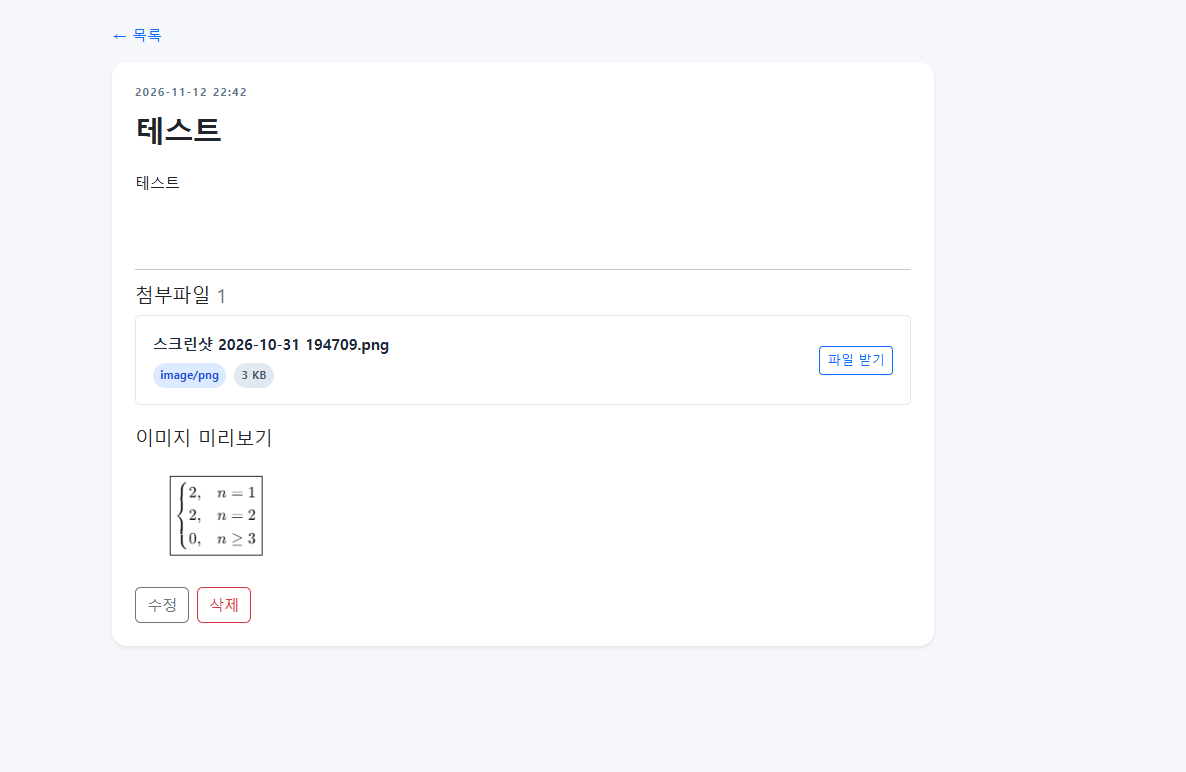 ← 목록
2026-11-12 22:42
테스트
테스트
첨부파일 1
스크린샷 2026-10-31 194709.png
파일 받기
image/png 3 KB
이미지 미리보기
2, n = 1
2, n = 2
0, n ≥ 3
수정 삭제